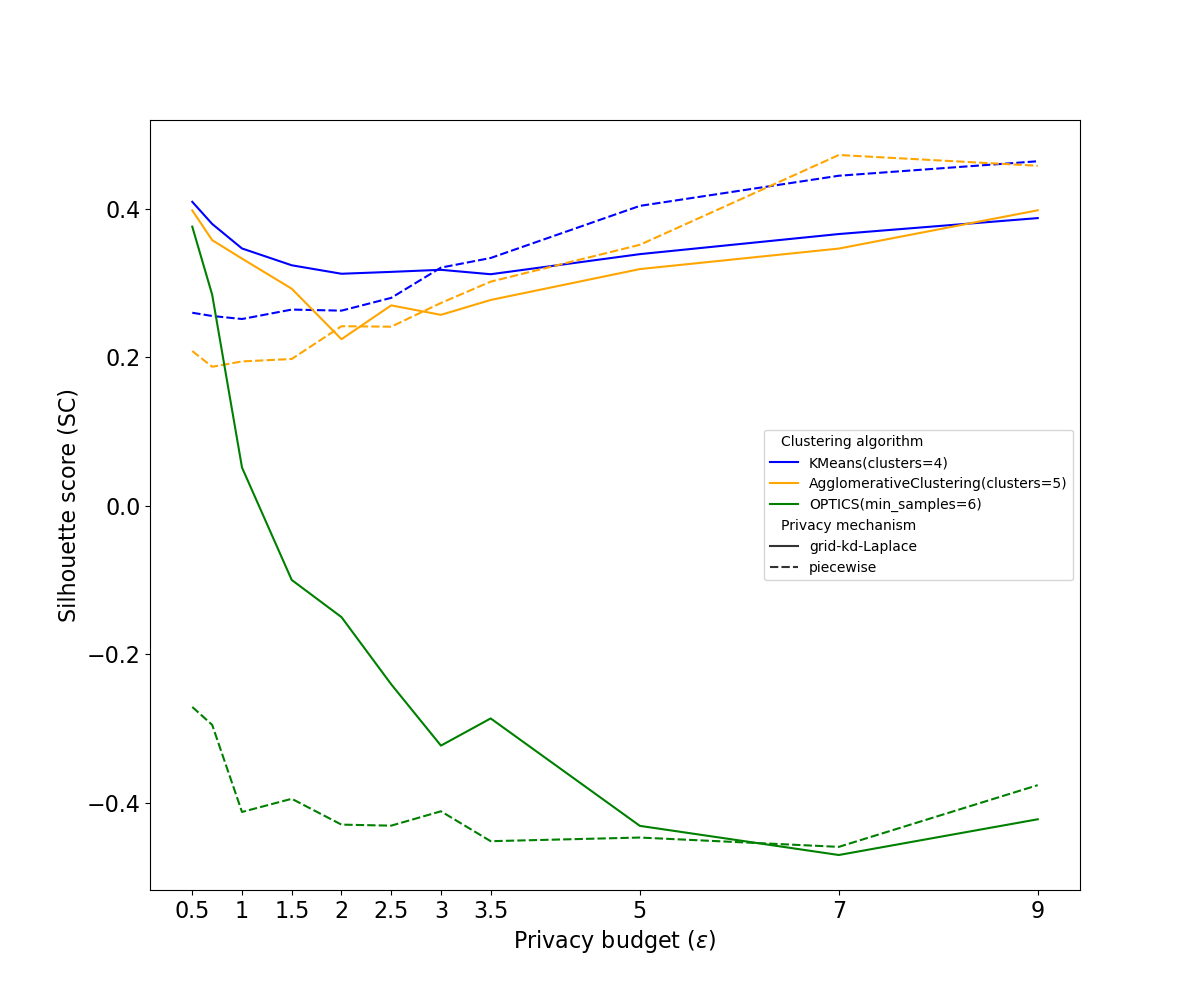 0.4
0.2
0.0
−0.2
−0.4
Silhouette score (SC)
Clustering algorithm
KMeans(clusters=4)
AgglomerativeClustering(clusters=5)
OPTICS(min_samples=6)
Privacy mechanism
grid-kd-Laplace
piecewise
0.5 1 1.5 2 2.5 3 3.5 5 7 9
Privacy budget (ε)